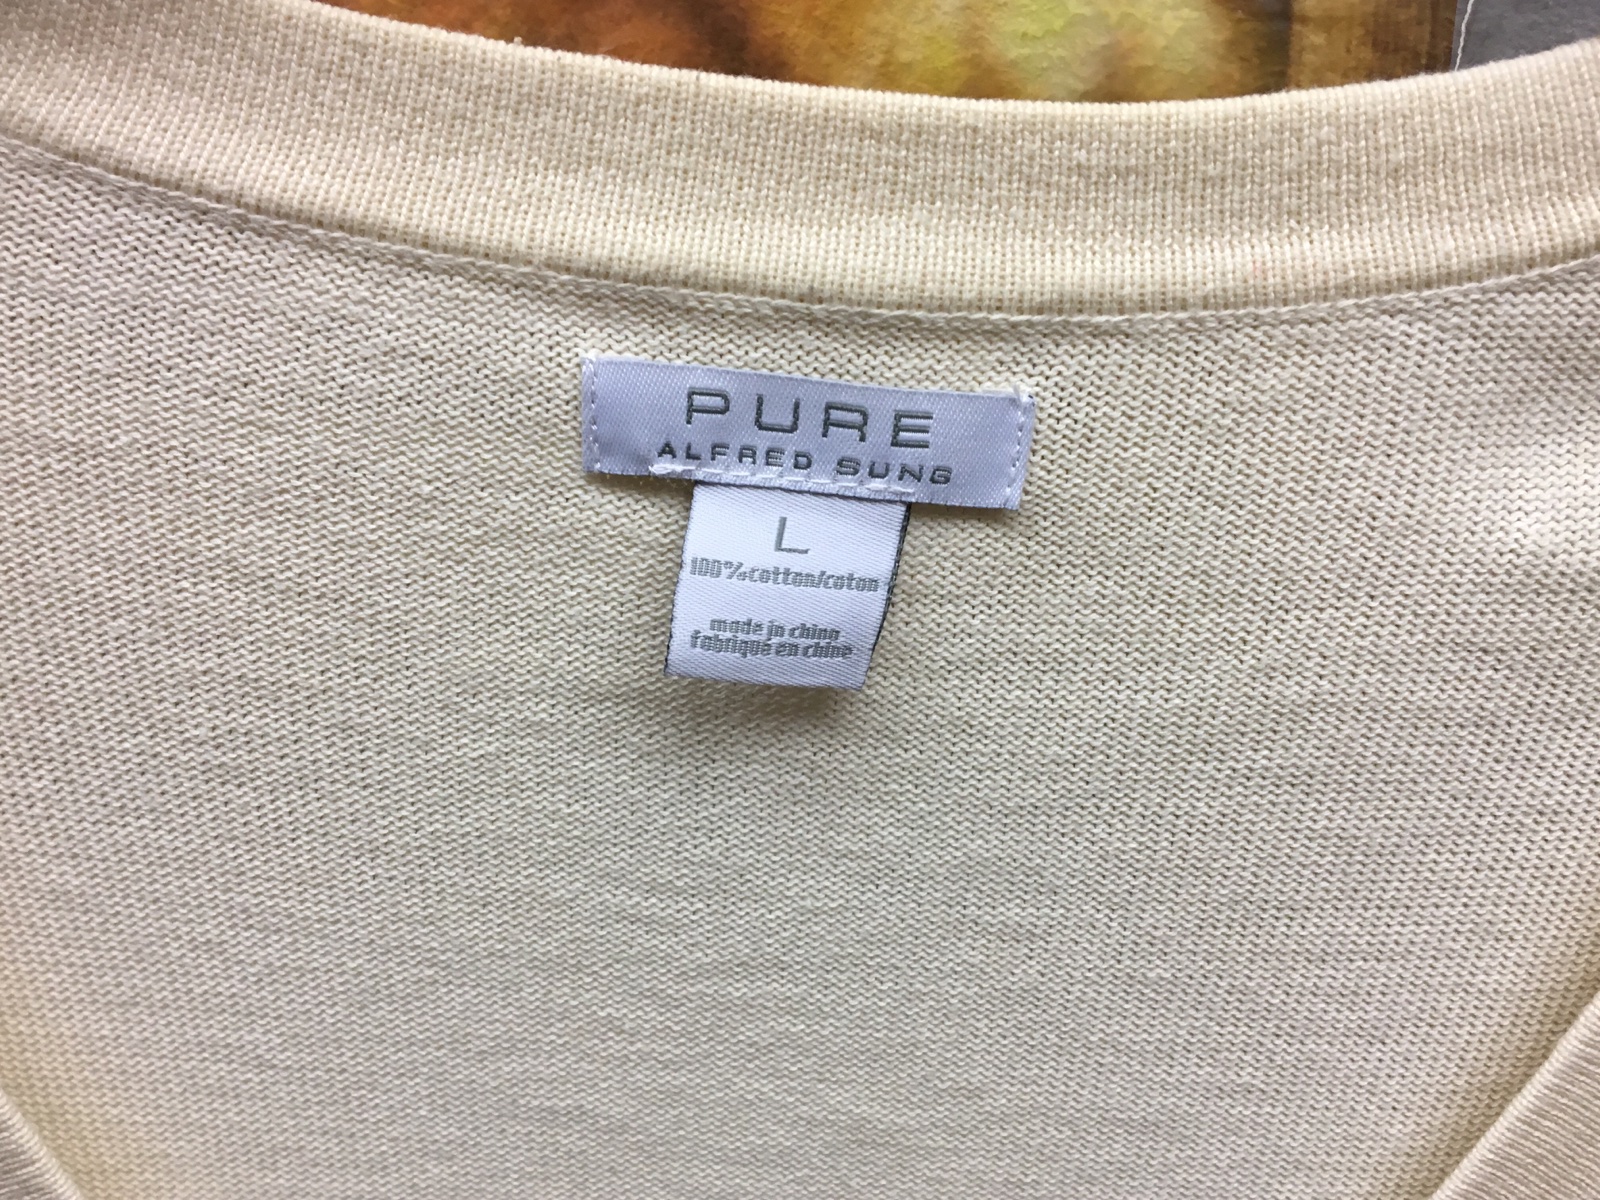 PURE
ALFRED SUNG
L
100%cotton/coton
made in china
fabriqué en chine